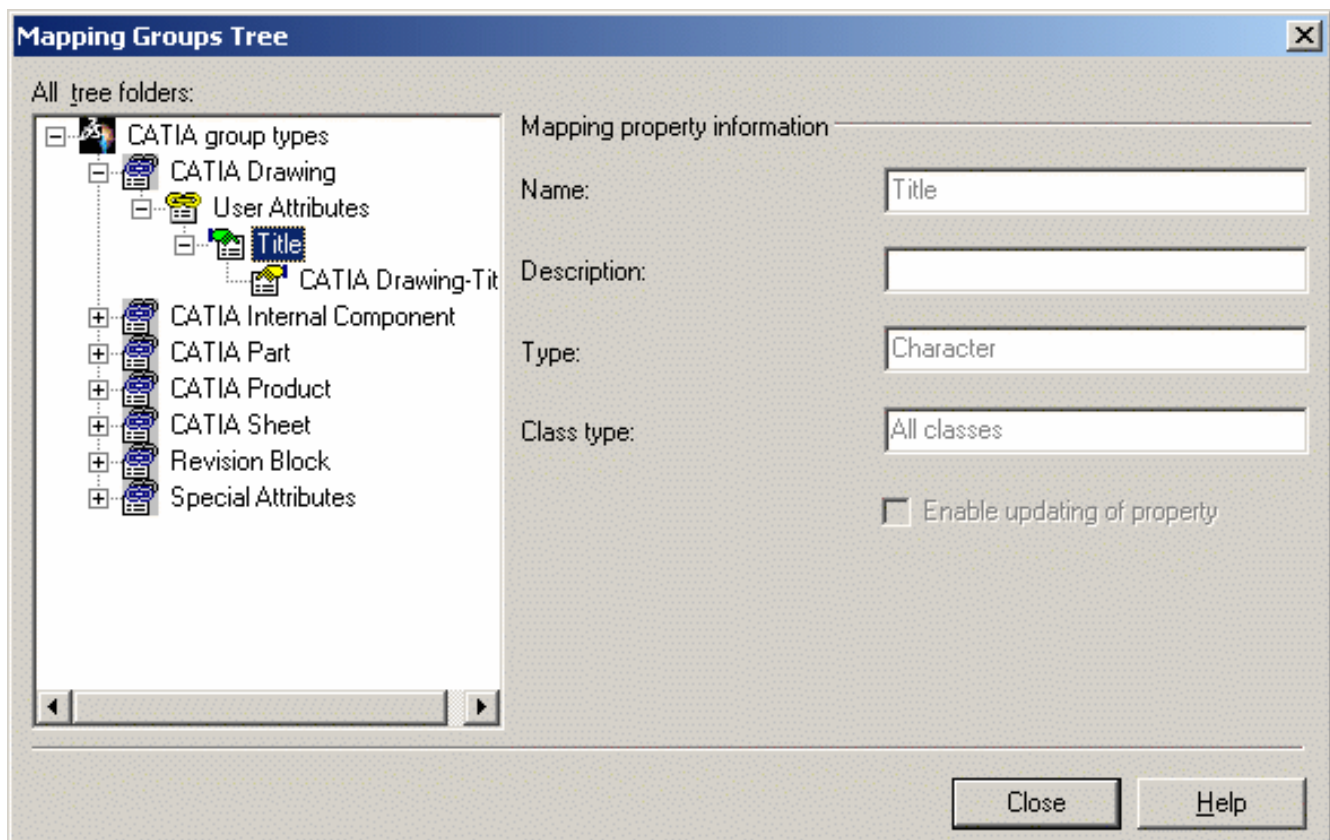 Mapping Groups Tree
All tree folders:
CATIA group types
CATIA Drawing
User Attributes
Title
CATIA Drawing-Tit
CATIA Internal Component
CATIA Part
CATIA Product
CATIA Sheet
Revision Block
Special Attributes
Mapping property information
Name:
Title
Description:
Type:
Character
Class type:
All classes
Enable updating of property
Close
Help